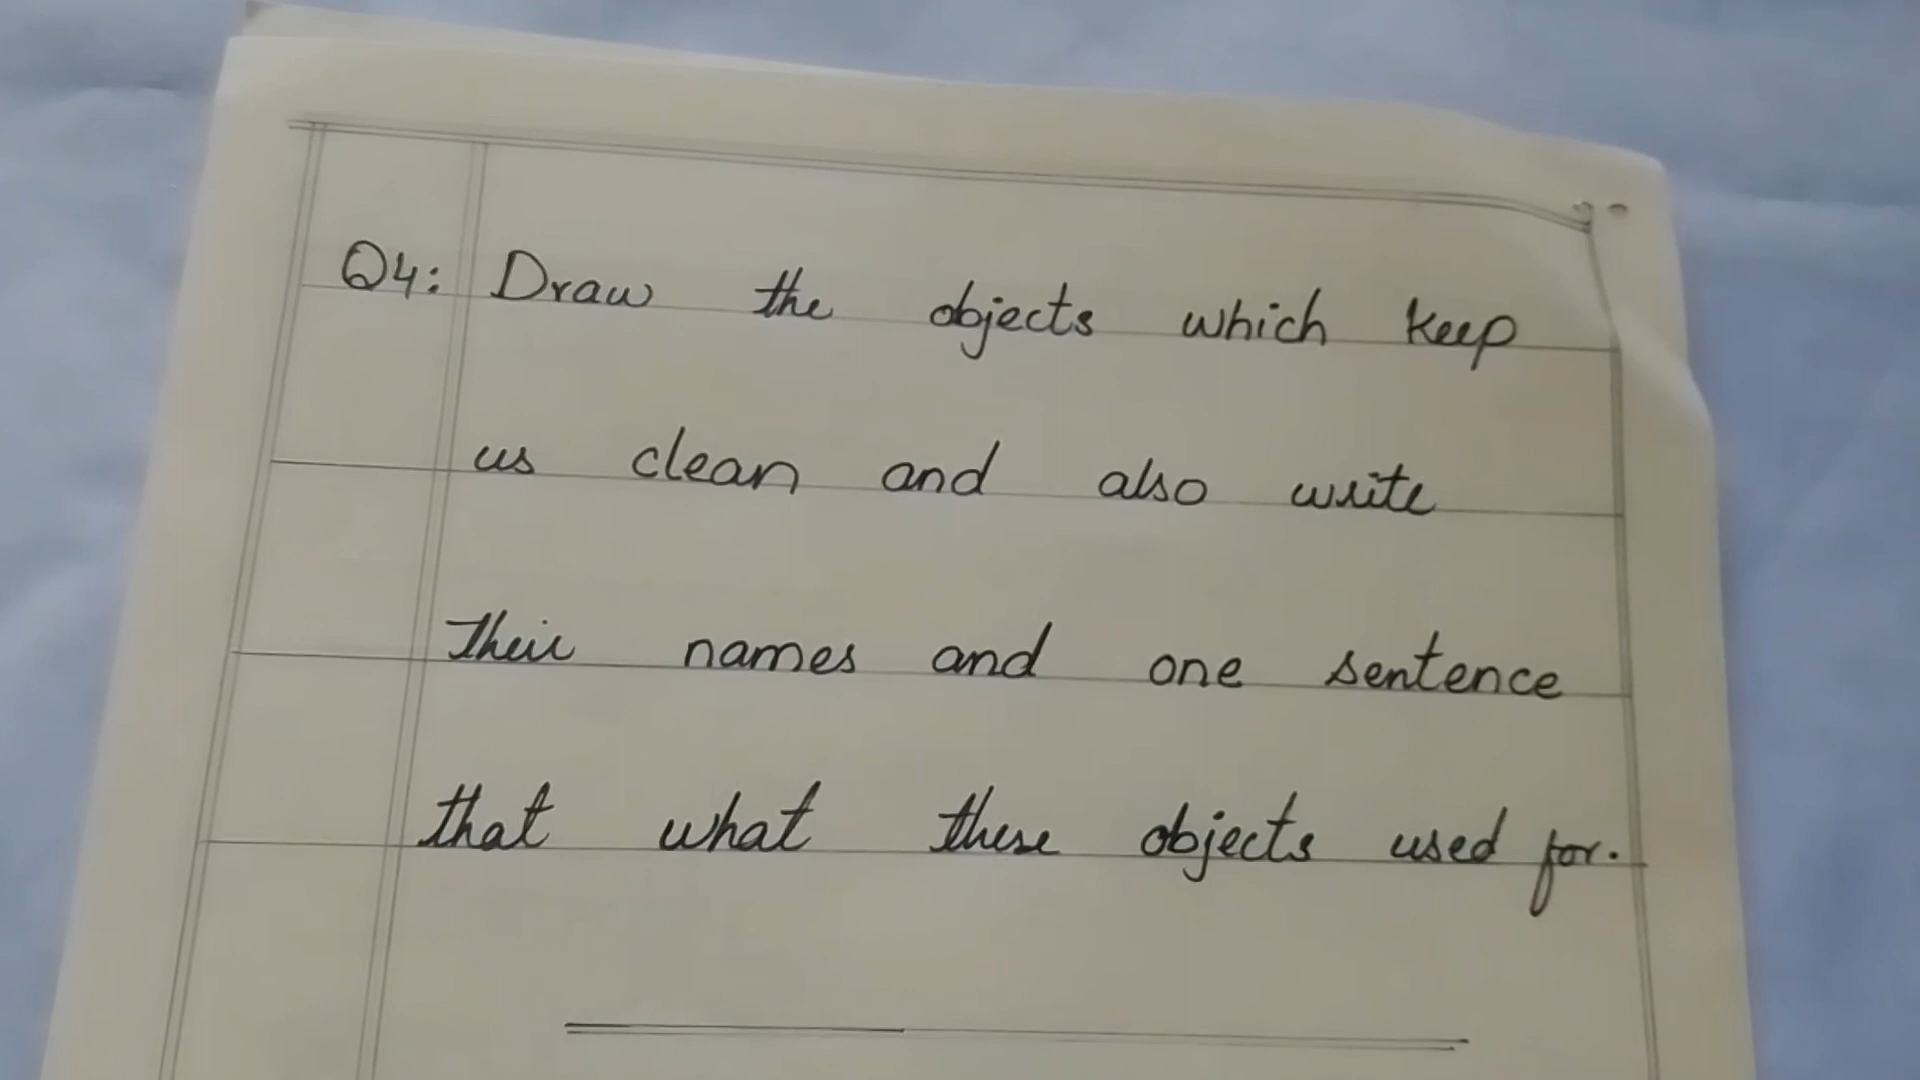 Q4: Draw the objects which keep
us clean and also write
their names and one sentence
that what these objects used for.